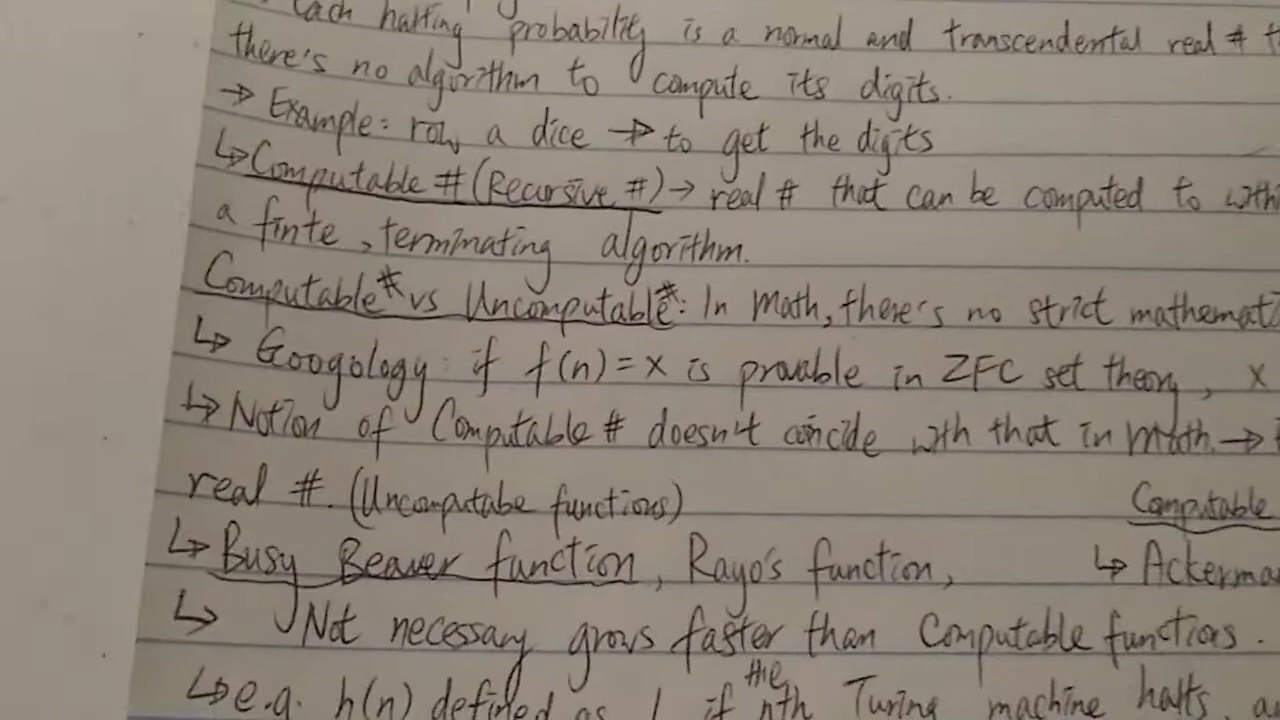 Each halting probability is a normal and transcendental real #
there's no algorithm to compute its digits.
→ Example: row a dice → to get the digits
↳ Computable # (Recursive #) → real # that can be computed to with
a finte, terminating algorithm.
Computable # vs Uncomputable #: In Math, there's no strict mathemati
↳ Googology: if f(n) = x is provable in ZFC set theory, x
↳ Notion of Computable # doesn't coincide with that in math. →
real #. (Uncomputabe functions)
Computable
↳ Busy Beaver function, Rayo's function,
↳ Ackerma
↳ Not necessary grows faster than Computable functions.
↳ e.g. h(n) defined as 1 if the nth Turing machine halts, a